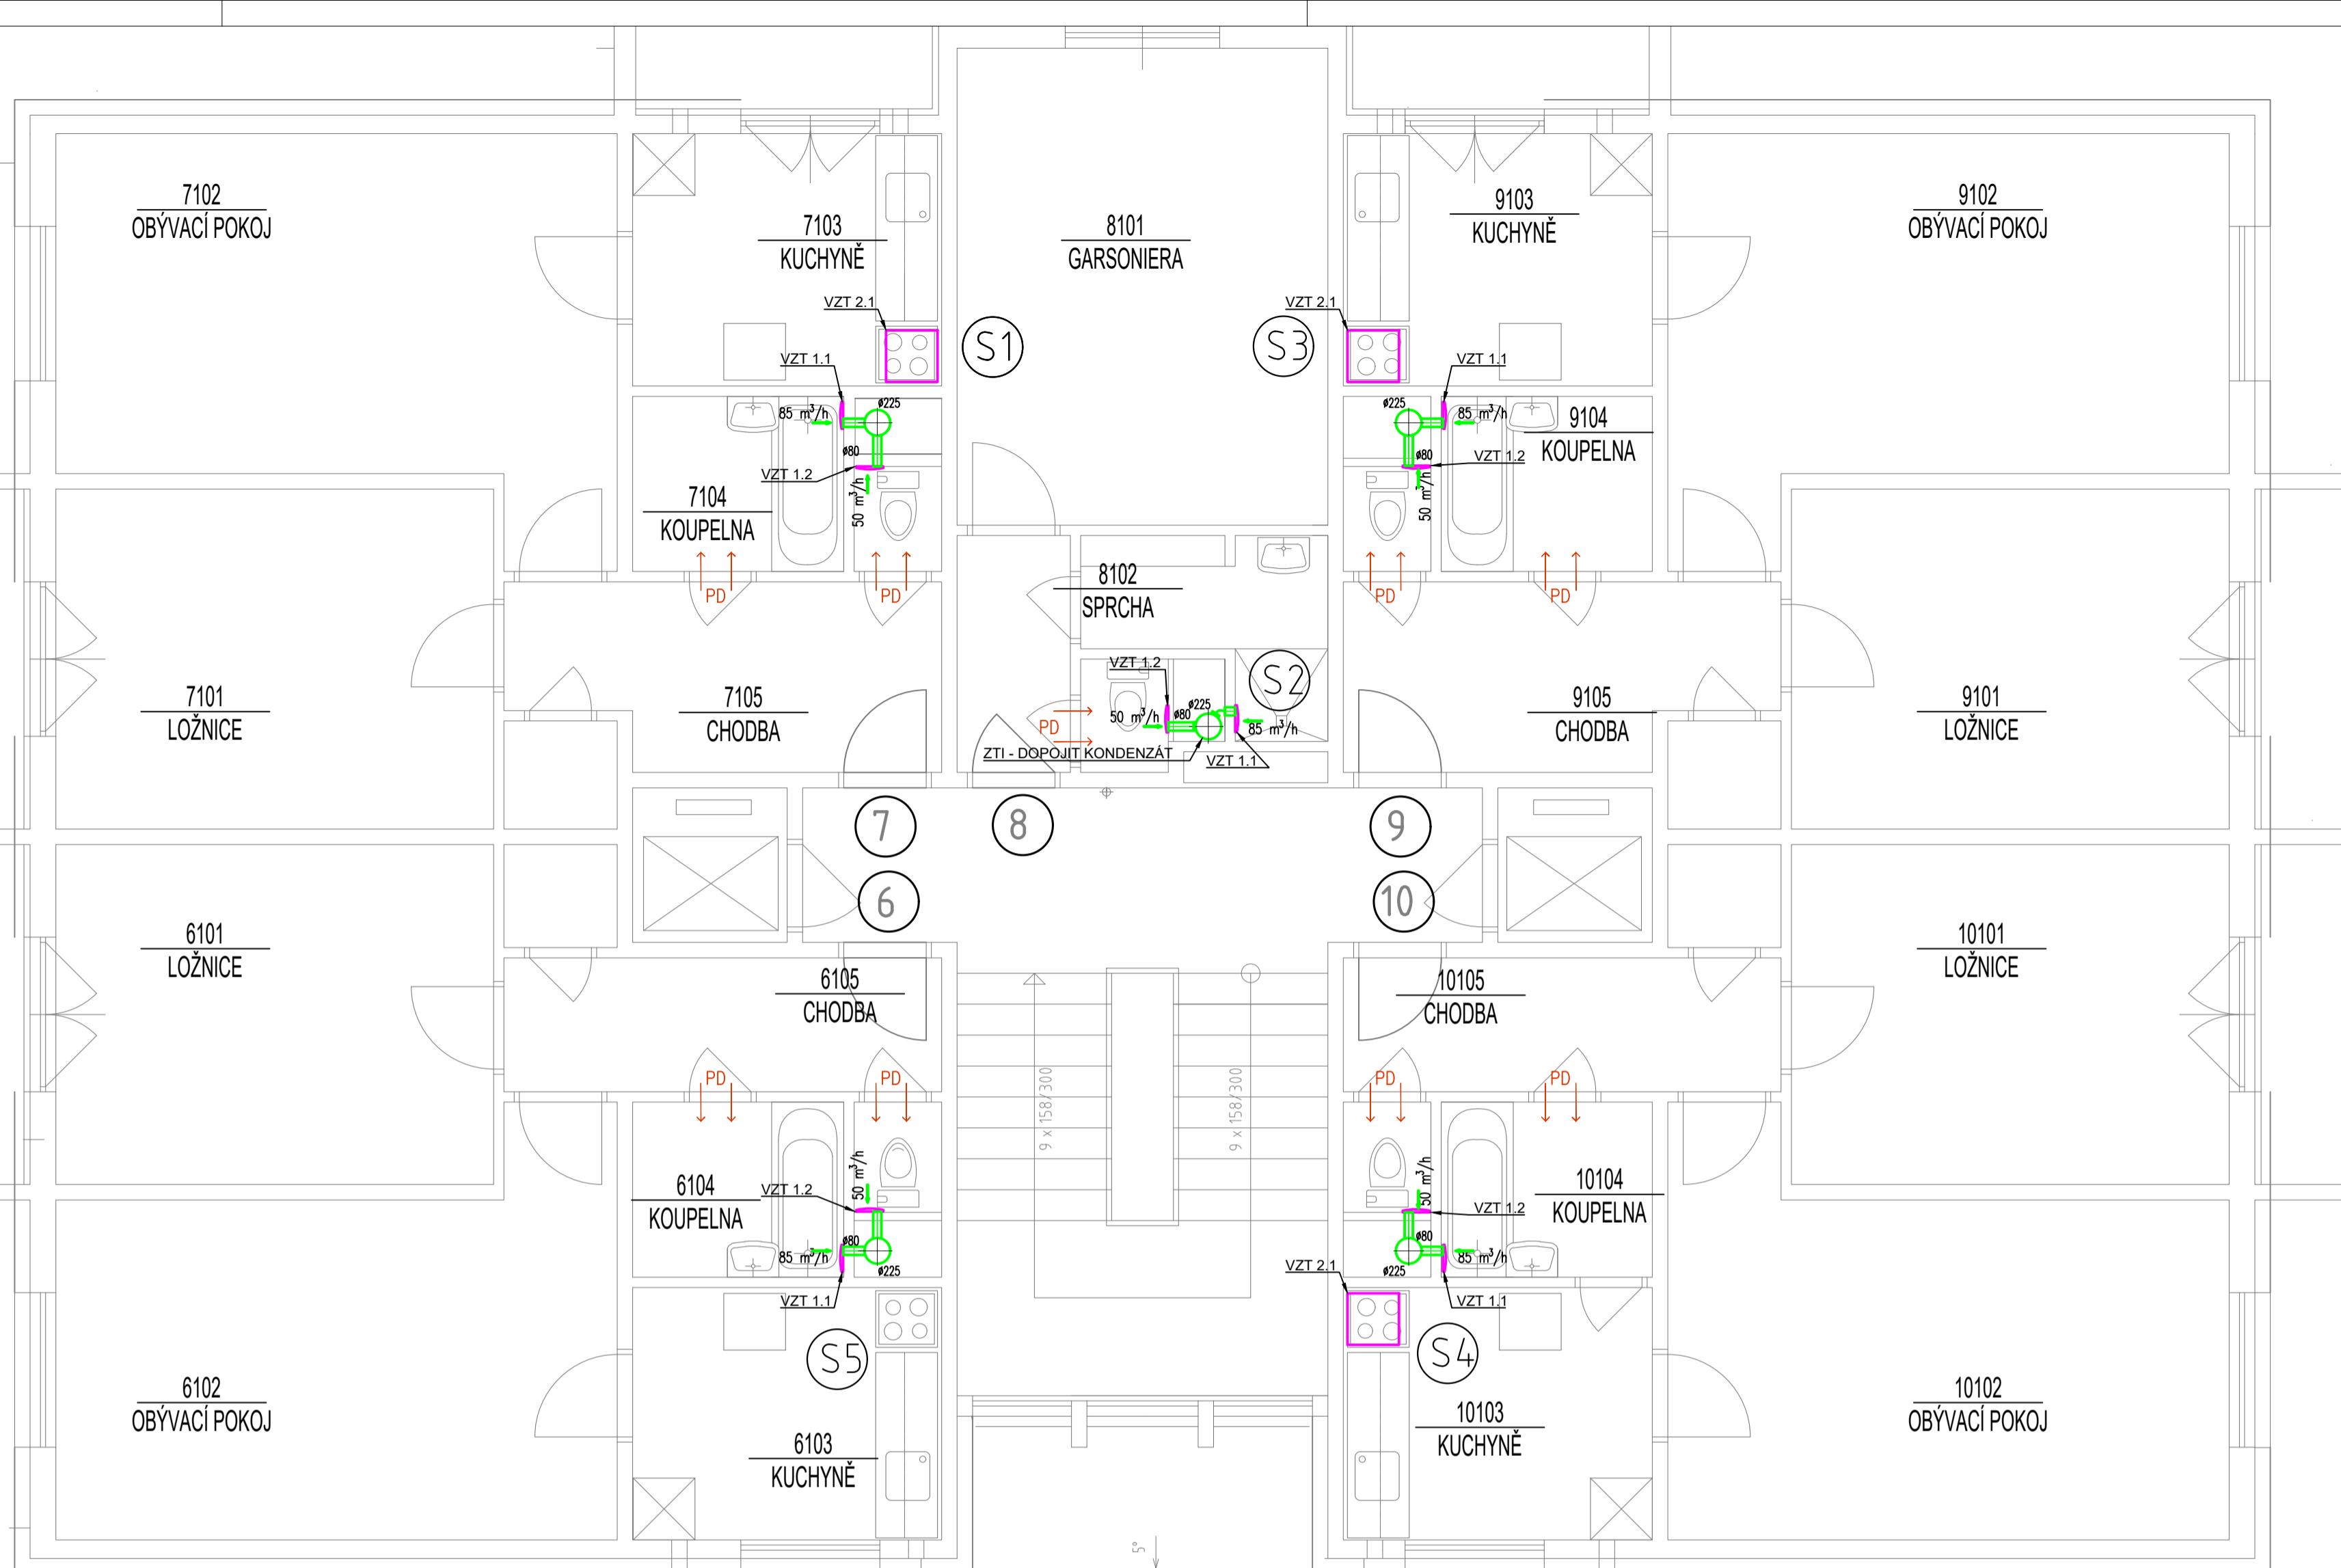 7102
OBÝVACÍ POKOJ
7103
KUCHYNĚ
8101
GARSONIERA
9103
KUCHYNĚ
9102
OBÝVACÍ POKOJ
VZT 2.1
S1
VZT 2.1
S3
VZT 1.1
VZT 1.1
85 m³/h
ø225
ø225
85 m³/h
9104
KOUPELNA
ø80
VZT 1.2
50 m³/h
ø80
VZT 1.2
50 m³/h
7104
KOUPELNA
PD
PD
8102
SPRCHA
PD
PD
7101
LOŽNICE
7105
CHODBA
VZT 1.2
S2
50 m³/h
ø80
ø225
85 m³/h
PD
ZTI - DOPOJIT KONDENZÁT
VZT 1.1
9105
CHODBA
9101
LOŽNICE
7
8
9
6
10
6101
LOŽNICE
6105
CHODBA
10105
CHODBA
10101
LOŽNICE
9 x 158/300
9 x 158/300
PD
PD
PD
PD
6104
KOUPELNA
VZT 1.2
50 m³/h
50 m³/h
VZT 1.2
10104
KOUPELNA
85 m³/h
ø80
ø225
VZT 1.1
ø80
ø225
85 m³/h
VZT 2.1
VZT 1.1
S5
S4
6102
OBÝVACÍ POKOJ
6103
KUCHYNĚ
10103
KUCHYNĚ
10102
OBÝVACÍ POKOJ
5°